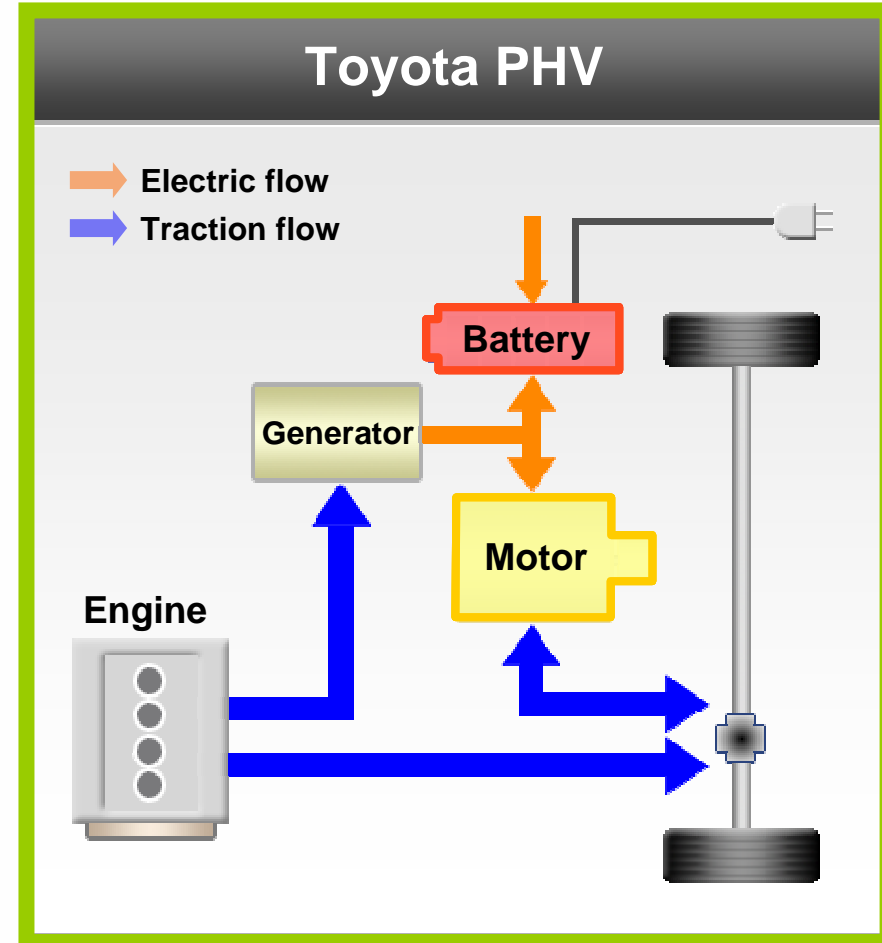 Toyota PHV
Electric flow
Traction flow
Battery
Generator
Motor
Engine